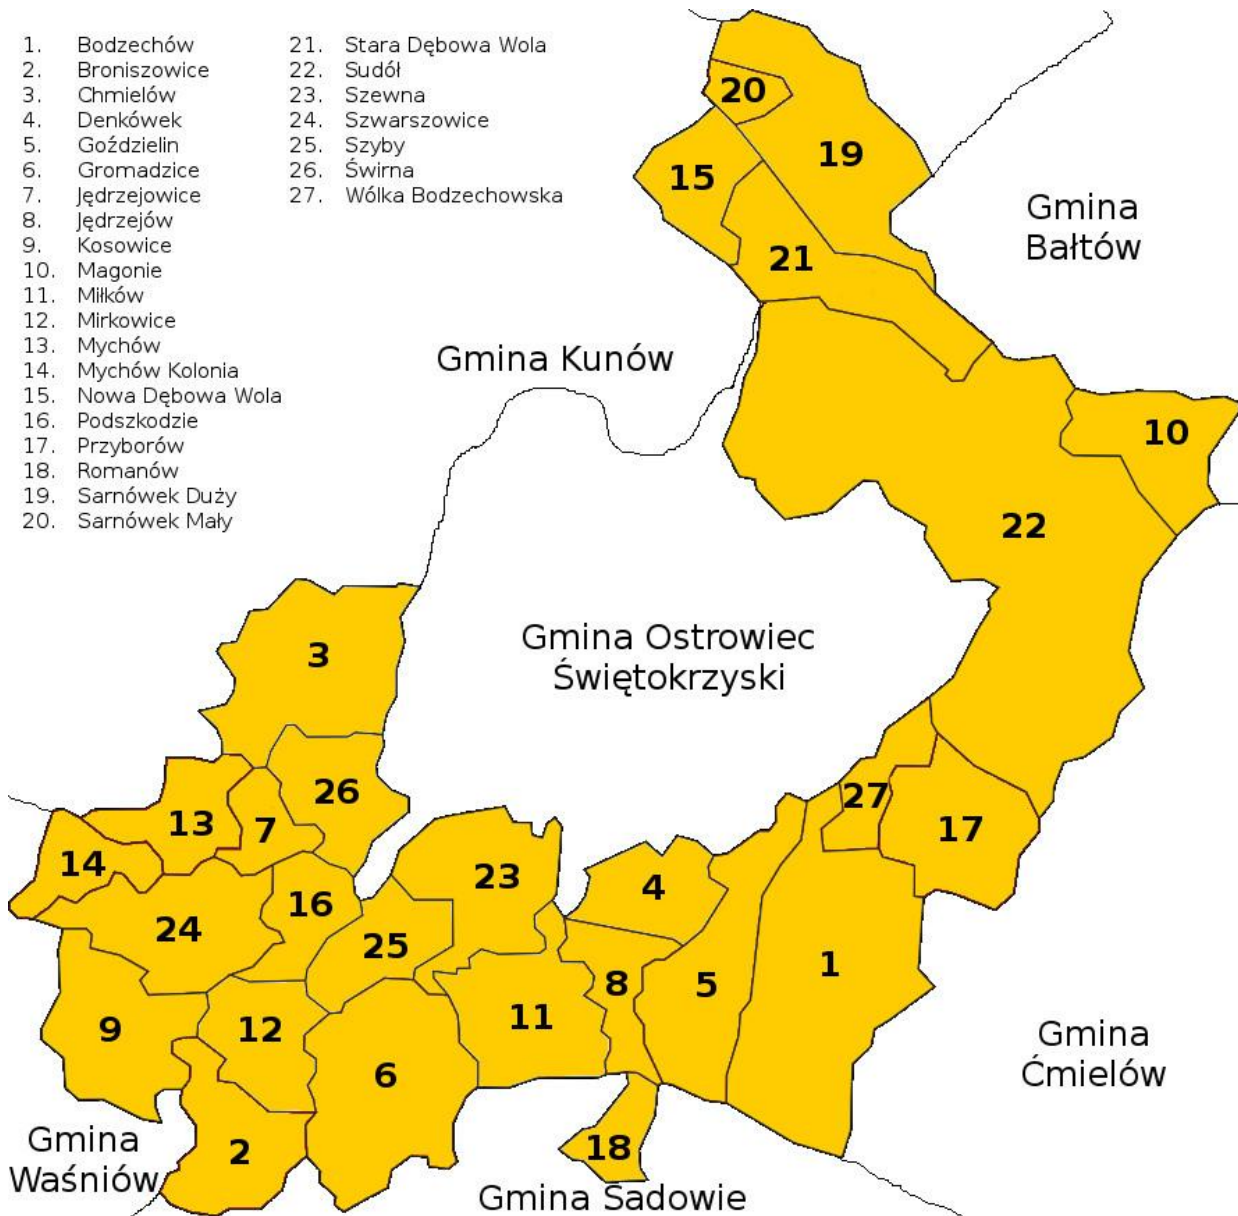 1. Bodzechów
2. Broniszowice
3. Chmielów
4. Denkówek
5. Goździelin
6. Gromadzice
7. Jędrzejowice
8. Jędrzejów
9. Kosowice
10. Magonie
11. Miłków
12. Mirkowice
13. Mychów
14. Mychów Kolonia
15. Nowa Dębowa Wola
16. Podszkodzie
17. Przyborów
18. Romanów
19. Sarnówek Duży
20. Sarnówek Mały
21. Stara Dębowa Wola
22. Sudół
23. Szewna
24. Szwarszowice
25. Szyby
26. Świrna
27. Wólka Bodzechowska
20
19
15
Gmina
Bałtów
21
Gmina Kunów
10
22
Gmina Ostrowiec
Świętokrzyski
3
26
27
13
7
17
14
23
4
16
24
25
1
8
5
11
9
12
Gmina
Ćmielów
6
Gmina
Waśniów
2
18
Gmina Sadowie